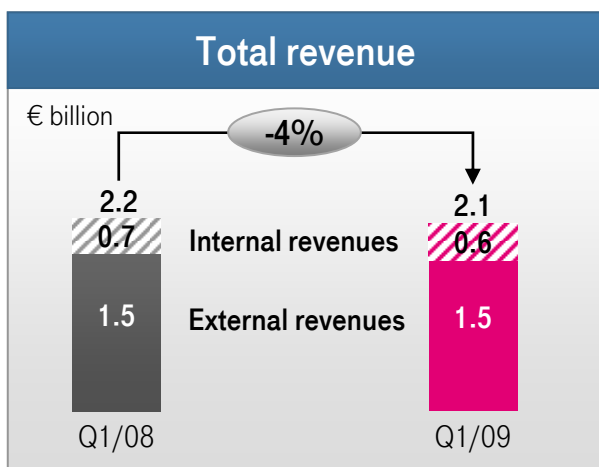 Total revenue
€ billion
-4%
2.2
2.1
0.7
Internal revenues
0.6
1.5
External revenues
1.5
Q1/08
Q1/09